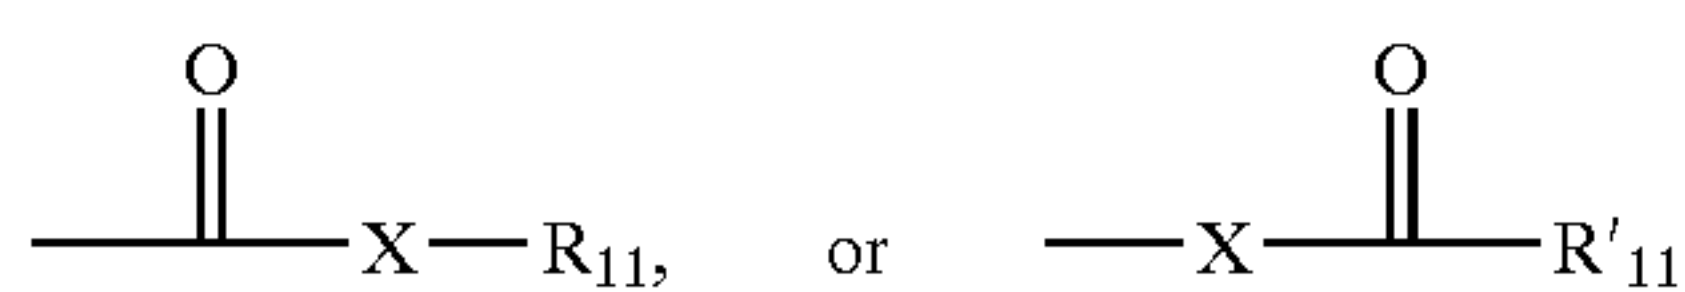 O O
X R₁₁, or X R′₁₁